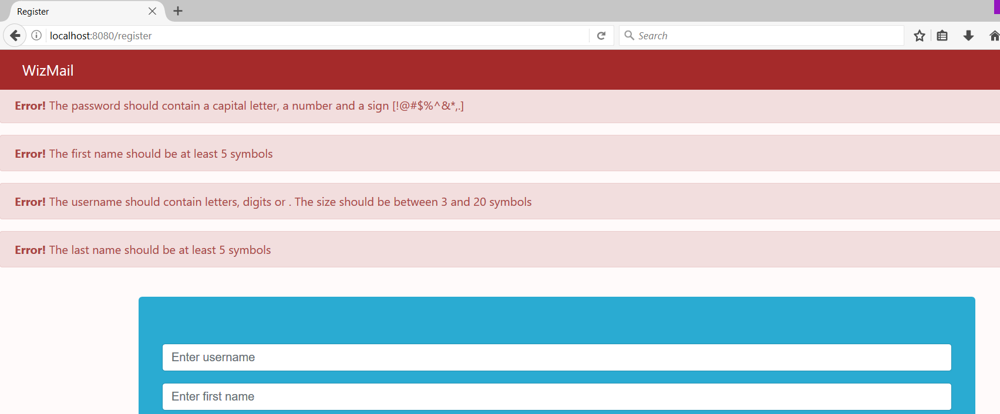 Register
localhost:8080/register
Search
WizMail
Error! The password should contain a capital letter, a number and a sign [!@#$%^&*,.]
Error! The first name should be at least 5 symbols
Error! The username should contain letters, digits or . The size should be between 3 and 20 symbols
Error! The last name should be at least 5 symbols
Enter username
Enter first name